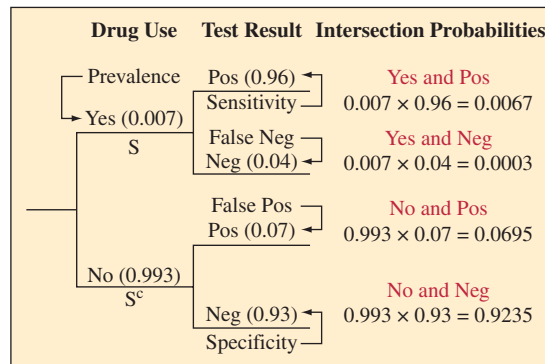 Drug Use Test Result Intersection Probabilities
Prevalence Pos (0.96) Yes and Pos
Sensitivity 0.007 × 0.96 = 0.0067
Yes (0.007)
S
False Neg Yes and Neg
Neg (0.04) 0.007 × 0.04 = 0.0003
False Pos No and Pos
Pos (0.07) 0.993 × 0.07 = 0.0695
No (0.993)
Sᶜ
No and Neg
Neg (0.93) 0.993 × 0.93 = 0.9235
Specificity